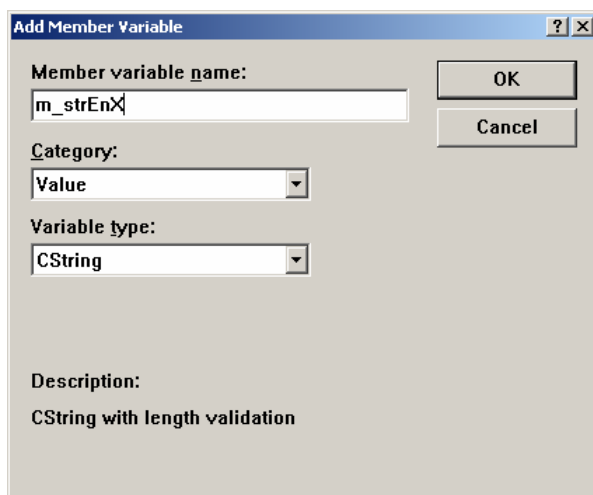 Add Member Variable
Member variable name:
OK
m_strEnX
Cancel
Category:
Value
Variable type:
CString
Description:
CString with length validation